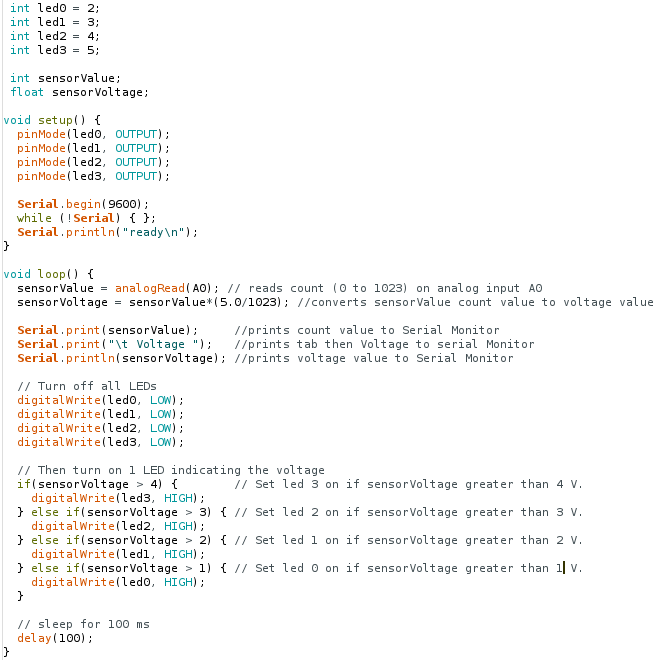 int led0 = 2;
int led1 = 3;
int led2 = 4;
int led3 = 5;

int sensorValue;
float sensorVoltage;

void setup() {
  pinMode(led0, OUTPUT);
  pinMode(led1, OUTPUT);
  pinMode(led2, OUTPUT);
  pinMode(led3, OUTPUT);

  Serial.begin(9600);
  while (!Serial) { };
  Serial.println("ready\n");
}

void loop() {
  sensorValue = analogRead(A0); // reads count (0 to 1023) on analog input A0
  sensorVoltage = sensorValue*(5.0/1023); //converts sensorValue count value to voltage value

  Serial.print(sensorValue);     //prints count value to Serial Monitor
  Serial.print("\t Voltage ");   //prints tab then Voltage to serial Monitor
  Serial.println(sensorVoltage); //prints voltage value to Serial Monitor

  // Turn off all LEDs
  digitalWrite(led0, LOW);
  digitalWrite(led1, LOW);
  digitalWrite(led2, LOW);
  digitalWrite(led3, LOW);

  // Then turn on 1 LED indicating the voltage
  if(sensorVoltage > 4) {        // Set led 3 on if sensorVoltage greater than 4 V.
    digitalWrite(led3, HIGH);
  } else if(sensorVoltage > 3) { // Set led 2 on if sensorVoltage greater than 3 V.
    digitalWrite(led2, HIGH);
  } else if(sensorVoltage > 2) { // Set led 1 on if sensorVoltage greater than 2 V.
    digitalWrite(led1, HIGH);
  } else if(sensorVoltage > 1) { // Set led 0 on if sensorVoltage greater than 1 V.
    digitalWrite(led0, HIGH);
  }

  // sleep for 100 ms
  delay(100);
}